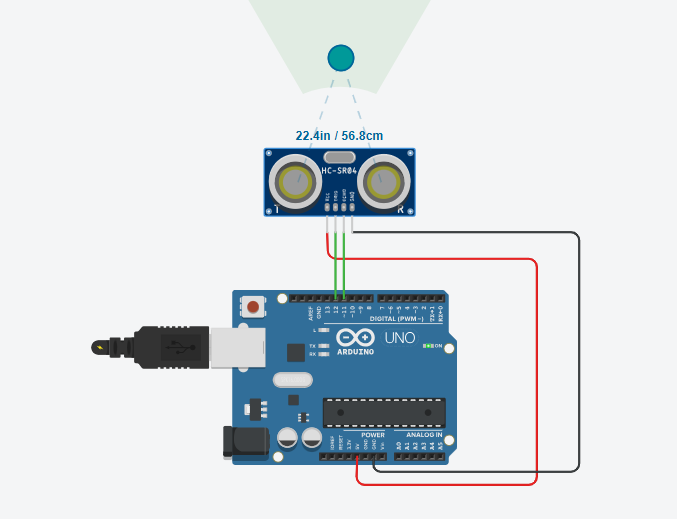 22.4in / 56.8cm
HC-SR04
Vcc
TRIG
ECHO
GND
T
R
AREF
GND
13
12
~11
~10
~9
8
7
~6
~5
4
~3
2
TX→1
RX←0
DIGITAL (PWM~)
L
TX
RX
UNO
ARDUINO
ON
POWER
ANALOG IN
IOREF
RESET
3.3V
5V
GND
GND
Vin
A0
A1
A2
A3
A4
A5